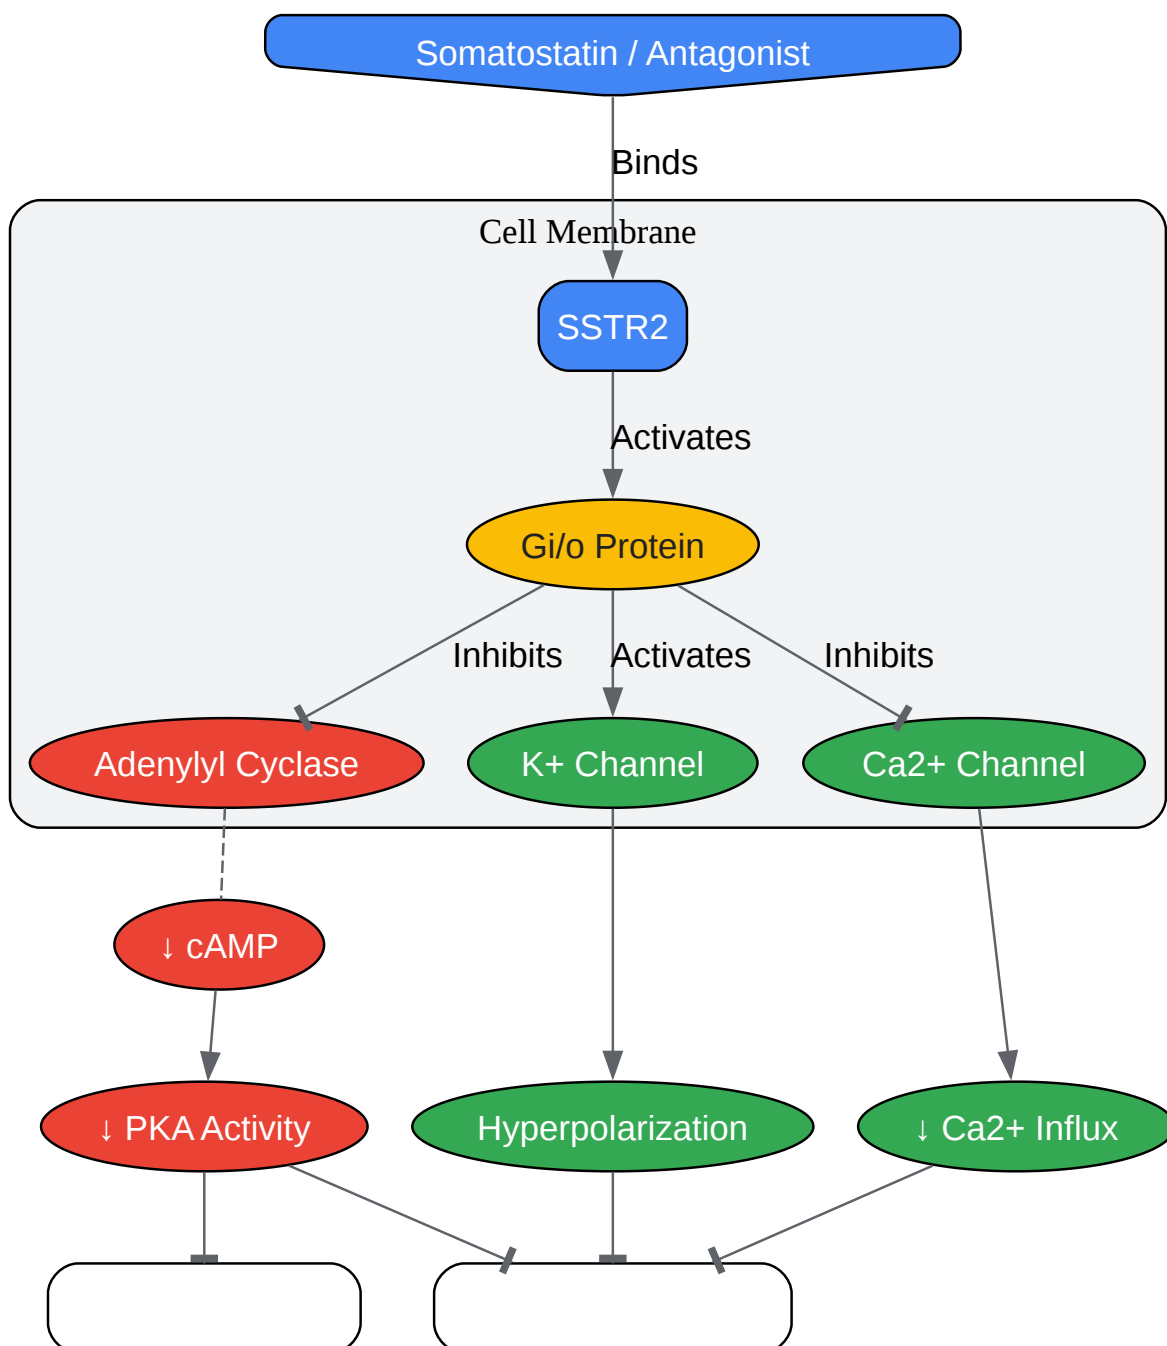 Somatostatin / Antagonist
Binds
Cell Membrane
SSTR2
Activates
Gi/o Protein
Inhibits
Activates
Inhibits
Adenylyl Cyclase
K+ Channel
Ca2+ Channel
↓ cAMP
↓ PKA Activity
Hyperpolarization
↓ Ca2+ Influx